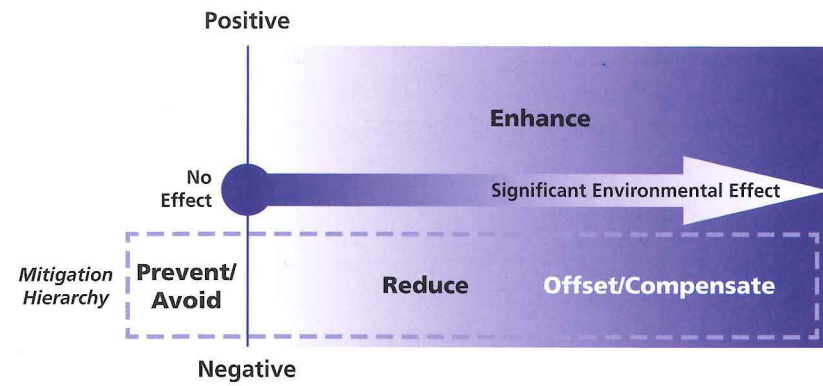 Positive
Enhance
No
Effect
Significant Environmental Effect
Mitigation
Hierarchy
Prevent/
Avoid
Reduce
Offset/Compensate
Negative